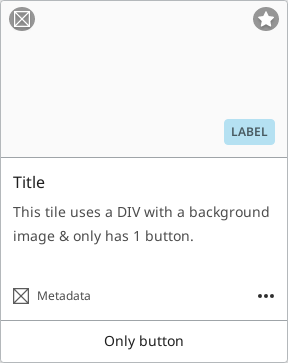 LABEL
Title
This tile uses a DIV with a background
image & only has 1 button.
Metadata
Only button